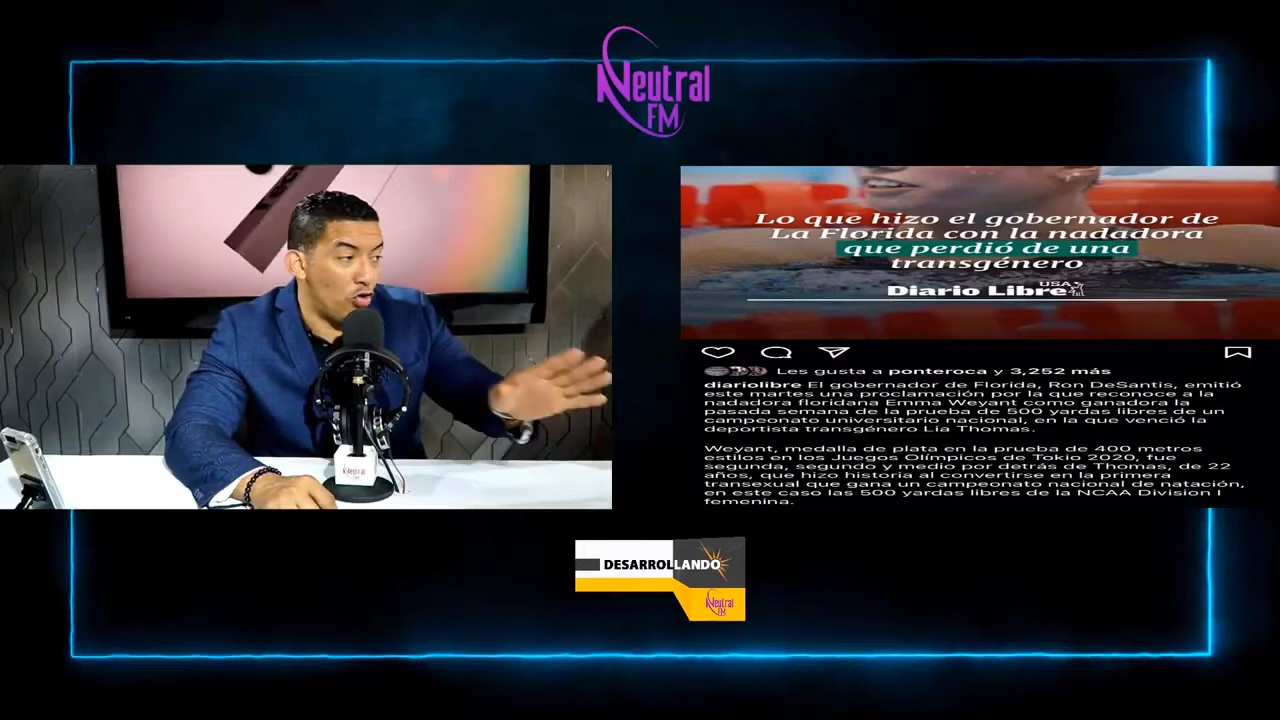 Neutral
FM
Lo que hizo el gobernador de
La Florida con la nadadora
que perdió de una
transgénero
USA
Diario Libre
Les gusta a ponteroca y 3,252 más
diariolibre El gobernador de Florida, Ron DeSantis, emitió
este martes una proclamación por la que reconoce a la
nadadora floridana Emma Weyant como ganadora la
pasada semana de la prueba de 500 yardas libres de un
campeonato universitario nacional, en la que venció la
deportista transgénero Lia Thomas.
Weyant, medalla de plata en la prueba de 400 metros
estilos en los Juegos Olímpicos de Tokio 2020, fue
segunda, segundo y medio por detrás de Thomas, de 22
años, que hizo historia al convertirse en la primera
transexual que gana un campeonato nacional de natación,
en este caso las 500 yardas libres de la NCAA Division I
femenina.
Neutral
FM
DESARROLLANDO
Neutral
FM